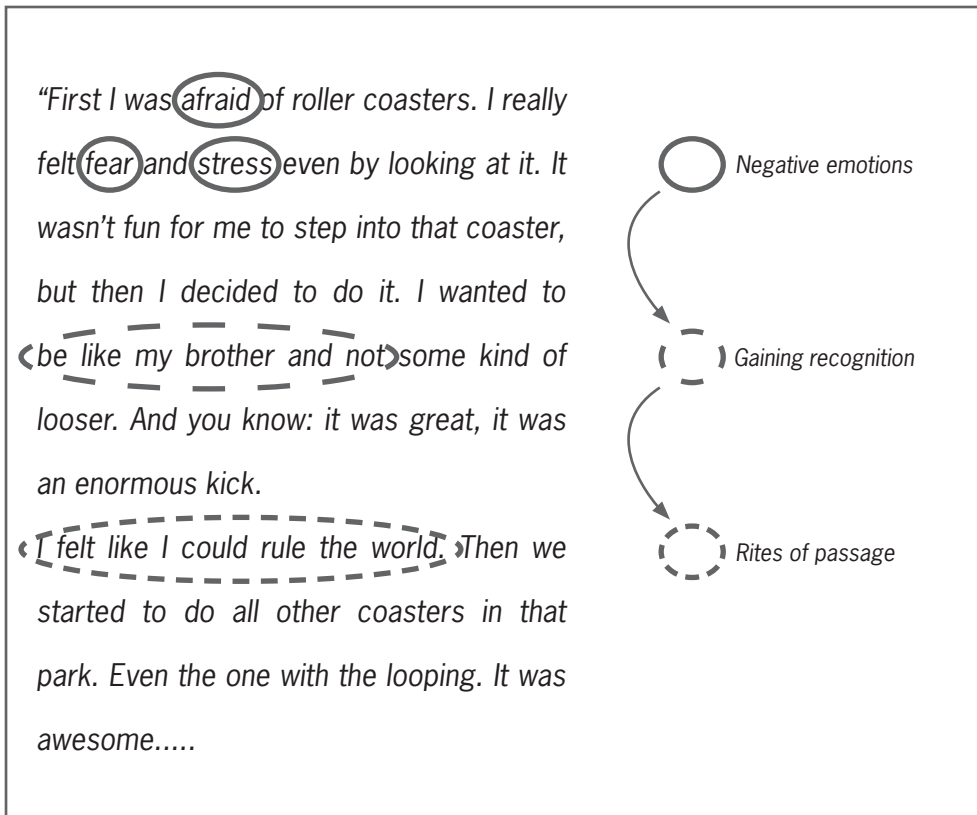 “First I was afraid of roller coasters. I really
felt fear and stress even by looking at it. It
wasn't fun for me to step into that coaster,
but then I decided to do it. I wanted to
be like my brother and not some kind of
looser. And you know: it was great, it was
an enormous kick.
I felt like I could rule the world. Then we
started to do all other coasters in that
park. Even the one with the looping. It was
awesome.....
Negative emotions
Gaining recognition
Rites of passage